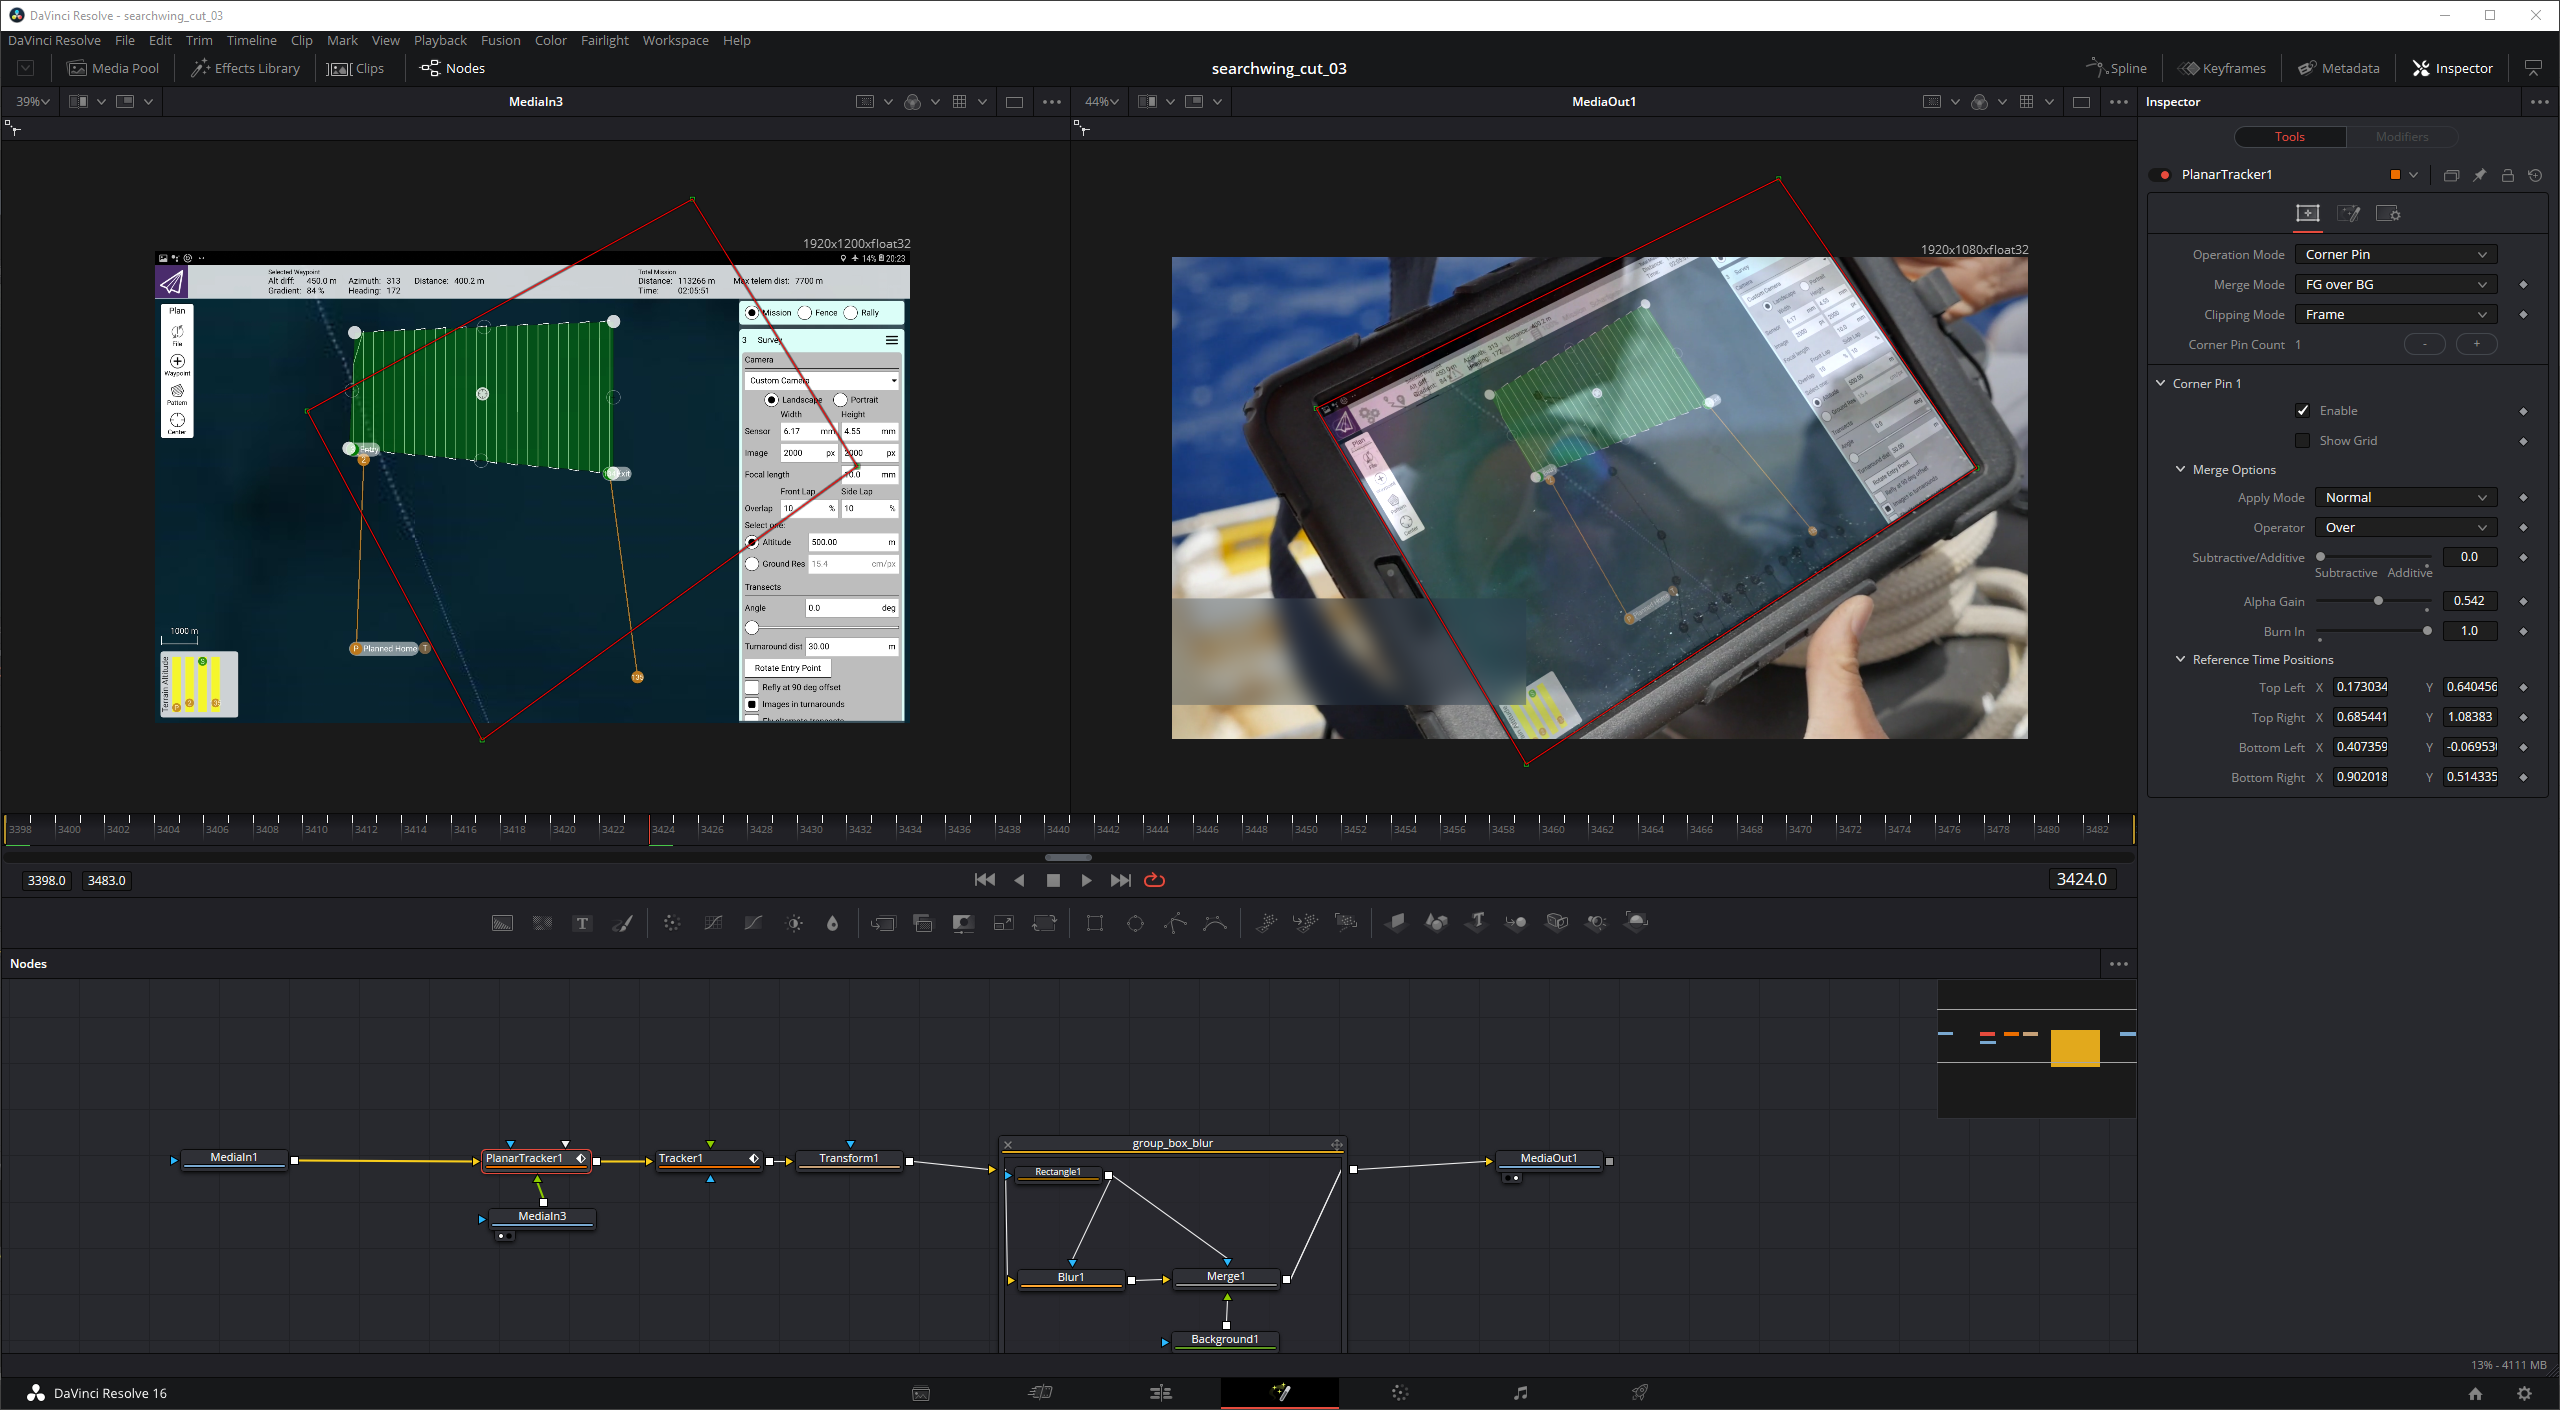 DaVinci Resolve - searchwing_cut_03
DaVinci Resolve File Edit Trim Timeline Clip Mark View Playback Fusion Color Fairlight Workspace Help
Media Pool Effects Library Clips Nodes searchwing_cut_03 Spline Keyframes Metadata Inspector
39% MediaIn3 44% MediaOut1 Inspector
Tools Modifiers
PlanarTracker1
1920x1200xfloat32
14% 20:23
Selected Waypoint
Alt diff: 450.0 m Azimuth: 313 Distance: 400.2 m
Gradient: 84 % Heading: 172
Total Mission
Distance: 113266 m Max telem dist: 7700 m
Time: 02:05:51
Plan
File
Waypoint
Pattern
Center
Mission Fence Rally
3 Survey
Camera
Custom Camera
Landscape Portrait
Width Height
Sensor 6.17 mm 4.55 mm
Image 2000 px 2000 px
Focal length 10.0 mm
Front Lap Side Lap
Overlap 10 % 10 %
Select one:
Altitude 500.00 m
Ground Res 15.4 cm/px
Transects
Angle 0.0 deg
Turnaround dist 30.00 m
Rotate Entry Point
Refly at 90 deg offset
Images in turnarounds
Entry
2
1000 m
Terrain Altitude
P Planned Home T
135
1920x1080xfloat32
Operation Mode Corner Pin
Merge Mode FG over BG
Clipping Mode Frame
Corner Pin Count 1 - +
Corner Pin 1
Enable
Show Grid
Merge Options
Apply Mode Normal
Operator Over
Subtractive/Additive 0.0
Subtractive Additive
Alpha Gain 0.542
Burn In 1.0
Reference Time Positions
Top Left X 0.173034 Y 0.640456
Top Right X 0.685441 Y 1.08383
Bottom Left X 0.407359 Y -0.06953
Bottom Right X 0.902018 Y 0.514335
3398 3400 3402 3404 3406 3408 3410 3412 3414 3416 3418 3420 3422 3424 3426 3428 3430 3432 3434 3436 3438 3440 3442 3444 3446 3448 3450 3452 3454 3456 3458 3460 3462 3464 3466 3468 3470 3472 3474 3476 3478 3480 3482
3398.0 3483.0 3424.0
Nodes
MediaIn1 PlanarTracker1 Tracker1 Transform1 group_box_blur MediaOut1
Rectangle1
MediaIn3
Blur1 Merge1
Background1
13% - 4111 MB
DaVinci Resolve 16